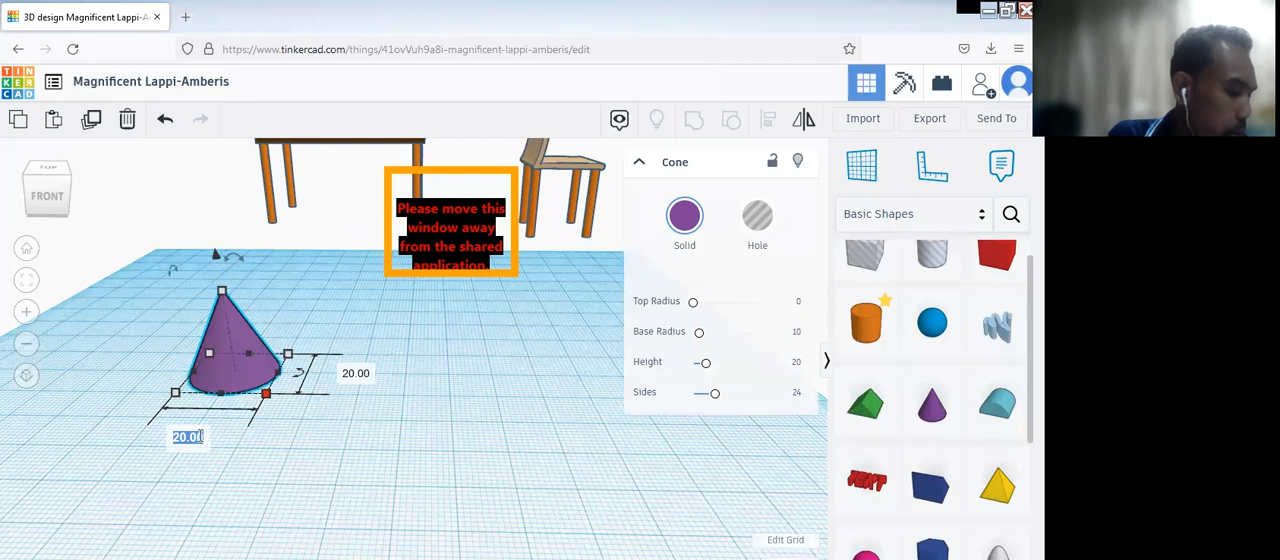 3D design Magnificent Lappi-A
https://www.tinkercad.com/things/41ovVuh9a8i-magnificent-lappi-amberis/edit
TIN
KER
CAD
Magnificent Lappi-Amberis
Import
Export
Send To
TOP
FRONT
Please move this
window away
from the shared
application.
Cone
Solid
Hole
Top Radius
0
Base Radius
10
Height
20
Sides
24
Basic Shapes
TEXT
20.00
20.00
Edit Grid